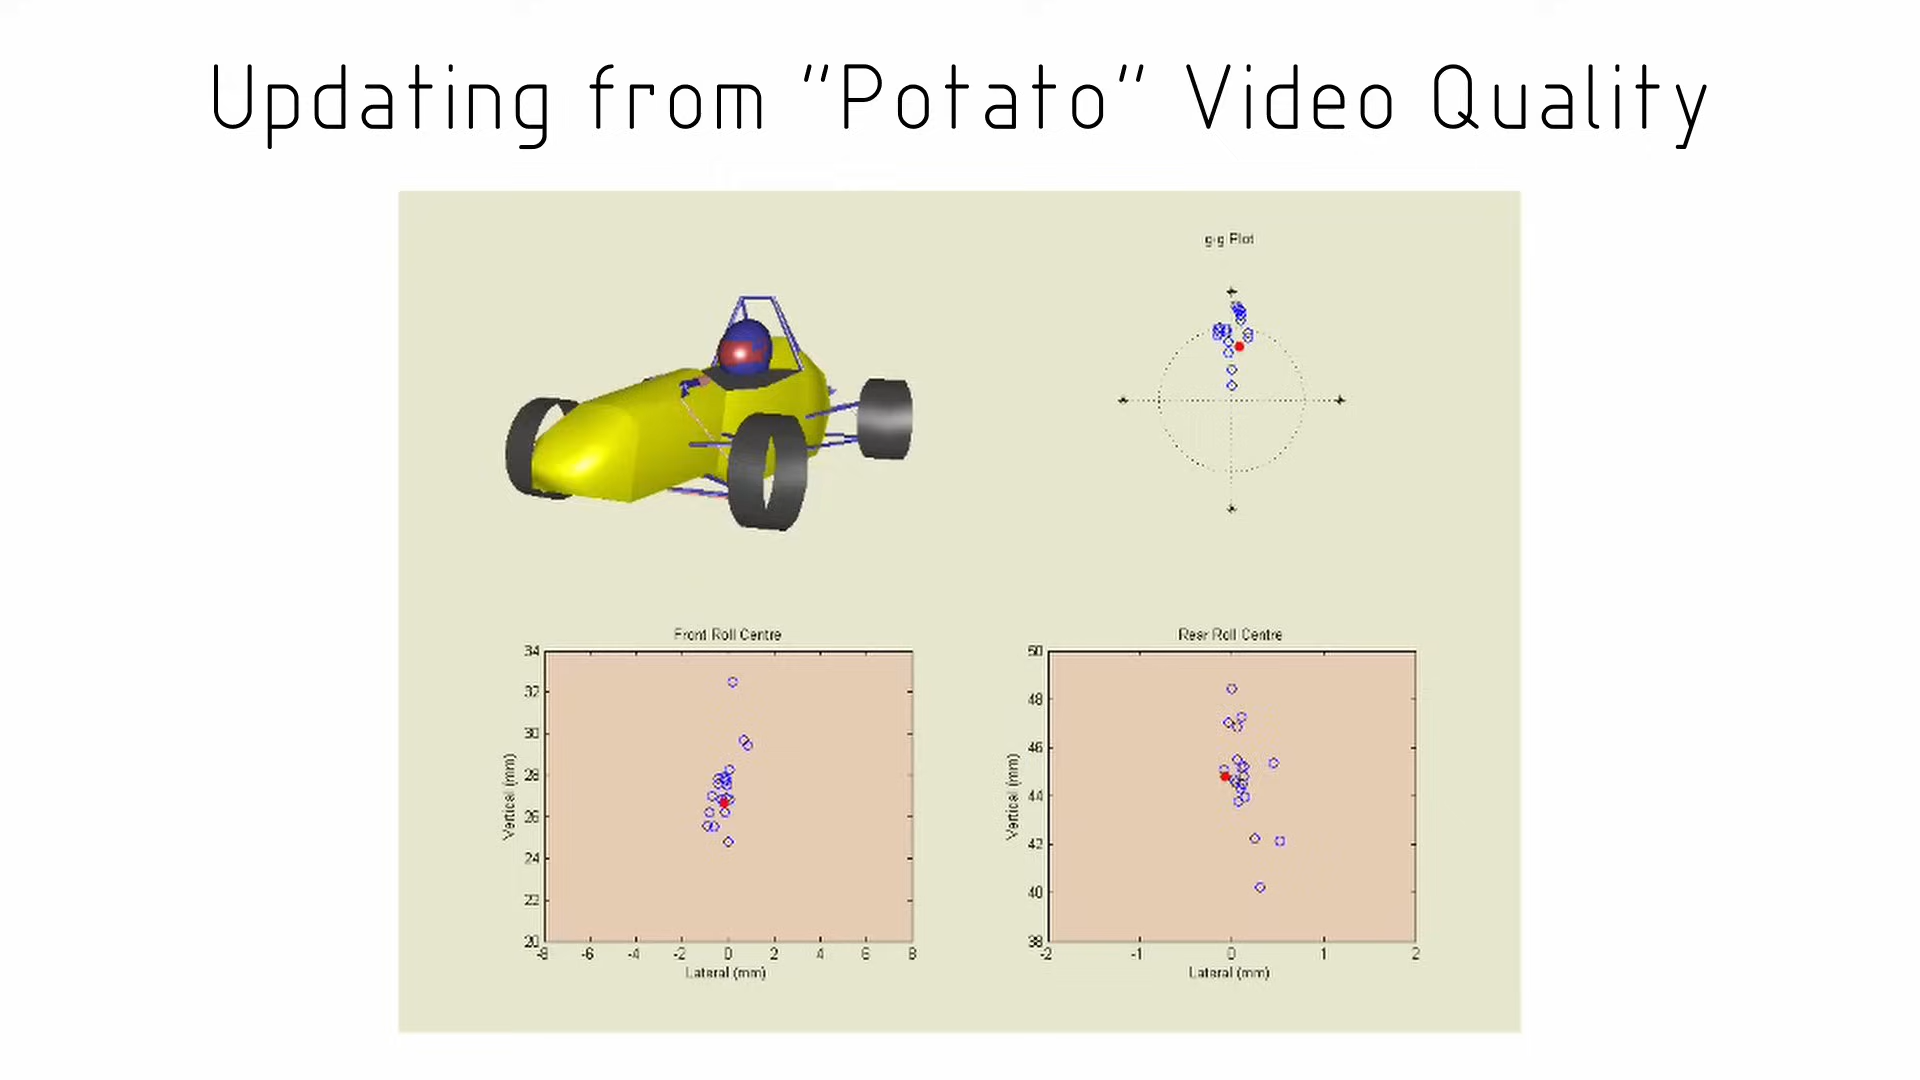 Updating from "Potato" Video Quality
g-g Plot
Front Roll Centre
34
32
30
28
26
24
22
20
Vertical (mm)
-8 -6 -4 -2 0 2 4 6 8
Lateral (mm)
Rear Roll Centre
50
48
46
44
42
40
38
Vertical (mm)
-2 -1 0 1 2
Lateral (mm)